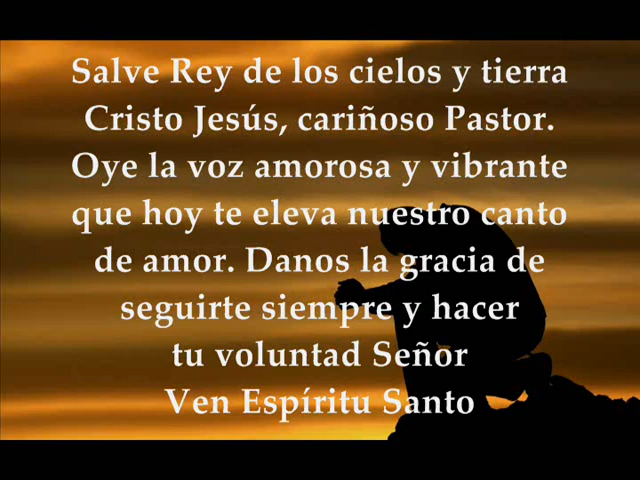 Salve Rey de los cielos y tierra
Cristo Jesús, cariñoso Pastor.
Oye la voz amorosa y vibrante
que hoy te eleva nuestro canto
de amor. Danos la gracia de
seguirte siempre y hacer
tu voluntad Señor
Ven Espíritu Santo